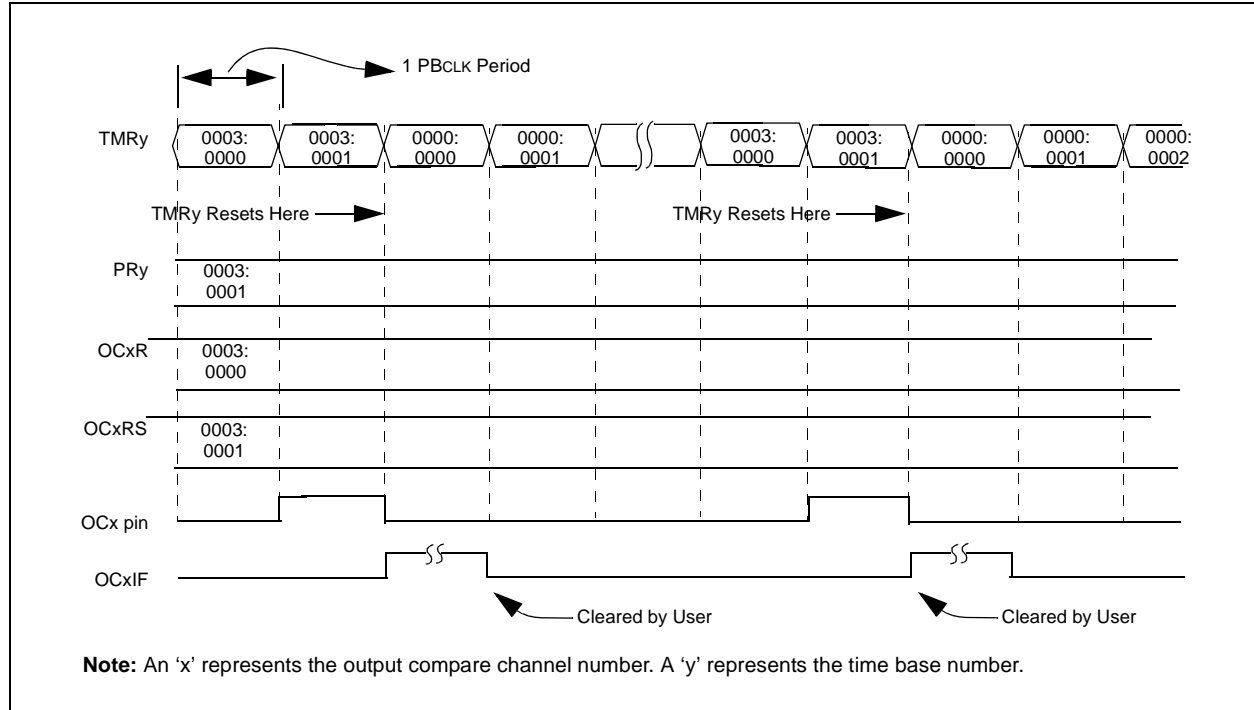 1 PBCLK Period
TMRy
0003:
0000
0003:
0001
0000:
0000
0000:
0001
0003:
0000
0003:
0001
0000:
0000
0000:
0001
0000:
0002
TMRy Resets Here
TMRy Resets Here
PRy
0003:
0001
OCxR
0003:
0000
OCxRS
0003:
0001
OCx pin
OCxIF
Cleared by User
Cleared by User
Note: An ‘x’ represents the output compare channel number. A ‘y’ represents the time base number.